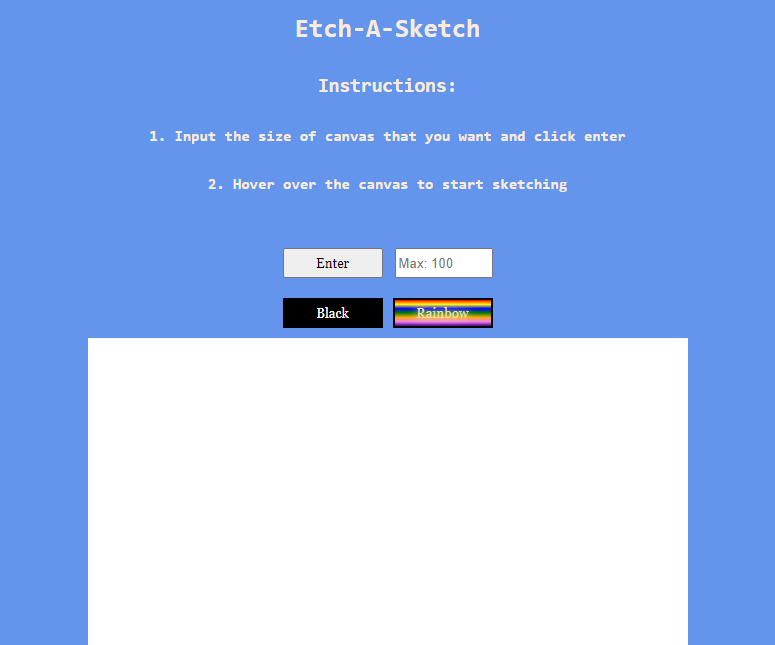 Etch-A-Sketch
Instructions:
1. Input the size of canvas that you want and click enter
2. Hover over the canvas to start sketching
Enter Max: 100
Black Rainbow